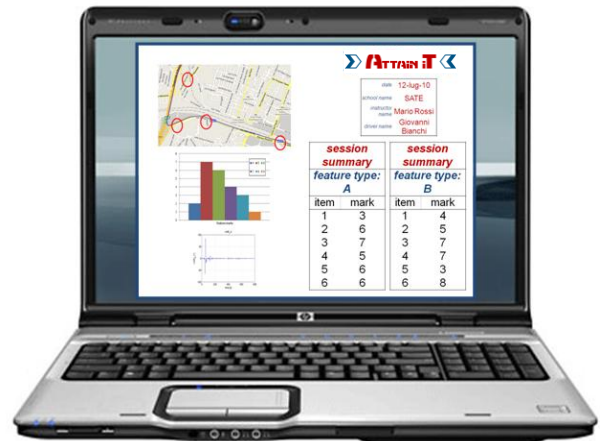 ATTAIN iT
date 12-lug-10
school name SATE
instructor name Mario Rossi
driver name Giovanni Bianchi
session summary session summary
feature type: A feature type: B
item mark item mark
1 3 1 4
2 6 2 5
3 7 3 7
4 5 4 7
5 6 5 3
6 6 6 8
hp